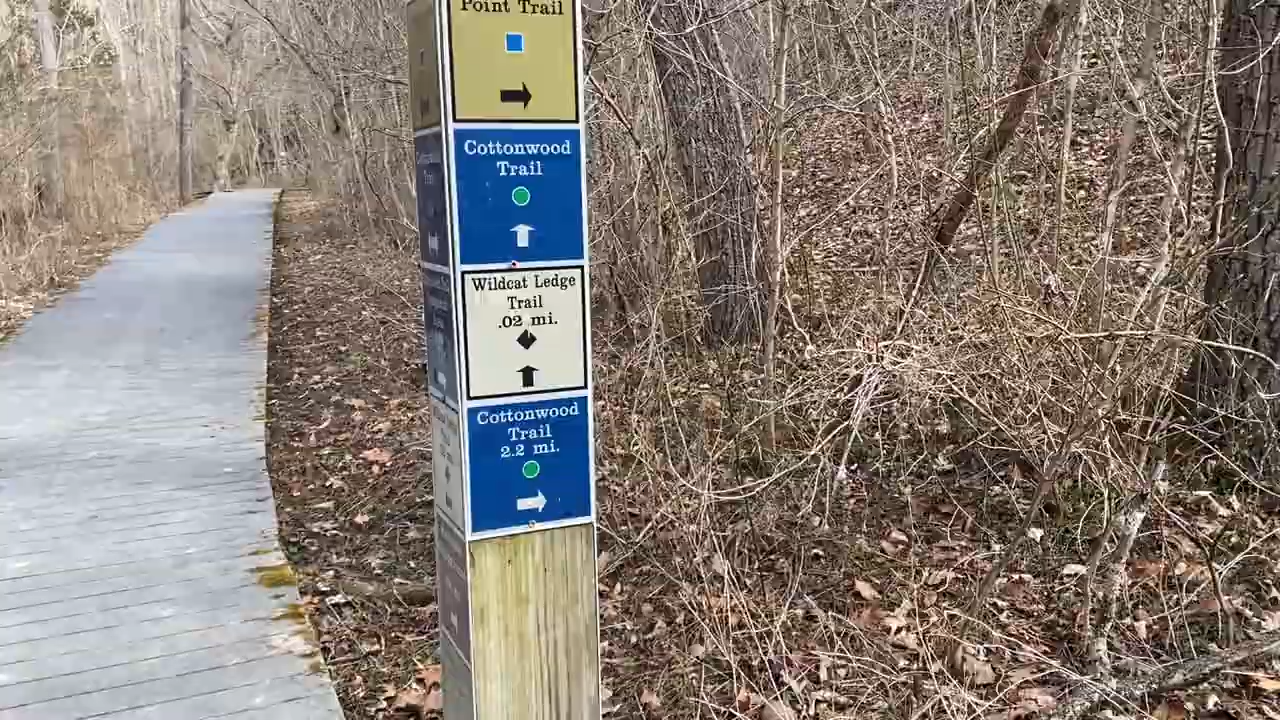 Point Trail
Cottonwood
Trail
Wildcat Ledge
Trail
.02 mi.
Cottonwood
Trail
2.2 mi.